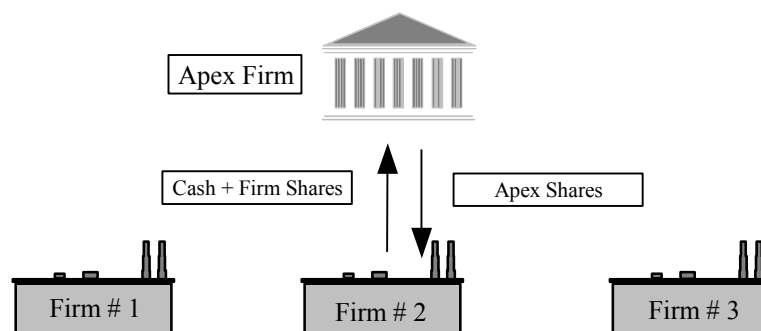 Apex Firm
Cash + Firm Shares
Apex Shares
Firm # 1
Firm # 2
Firm # 3